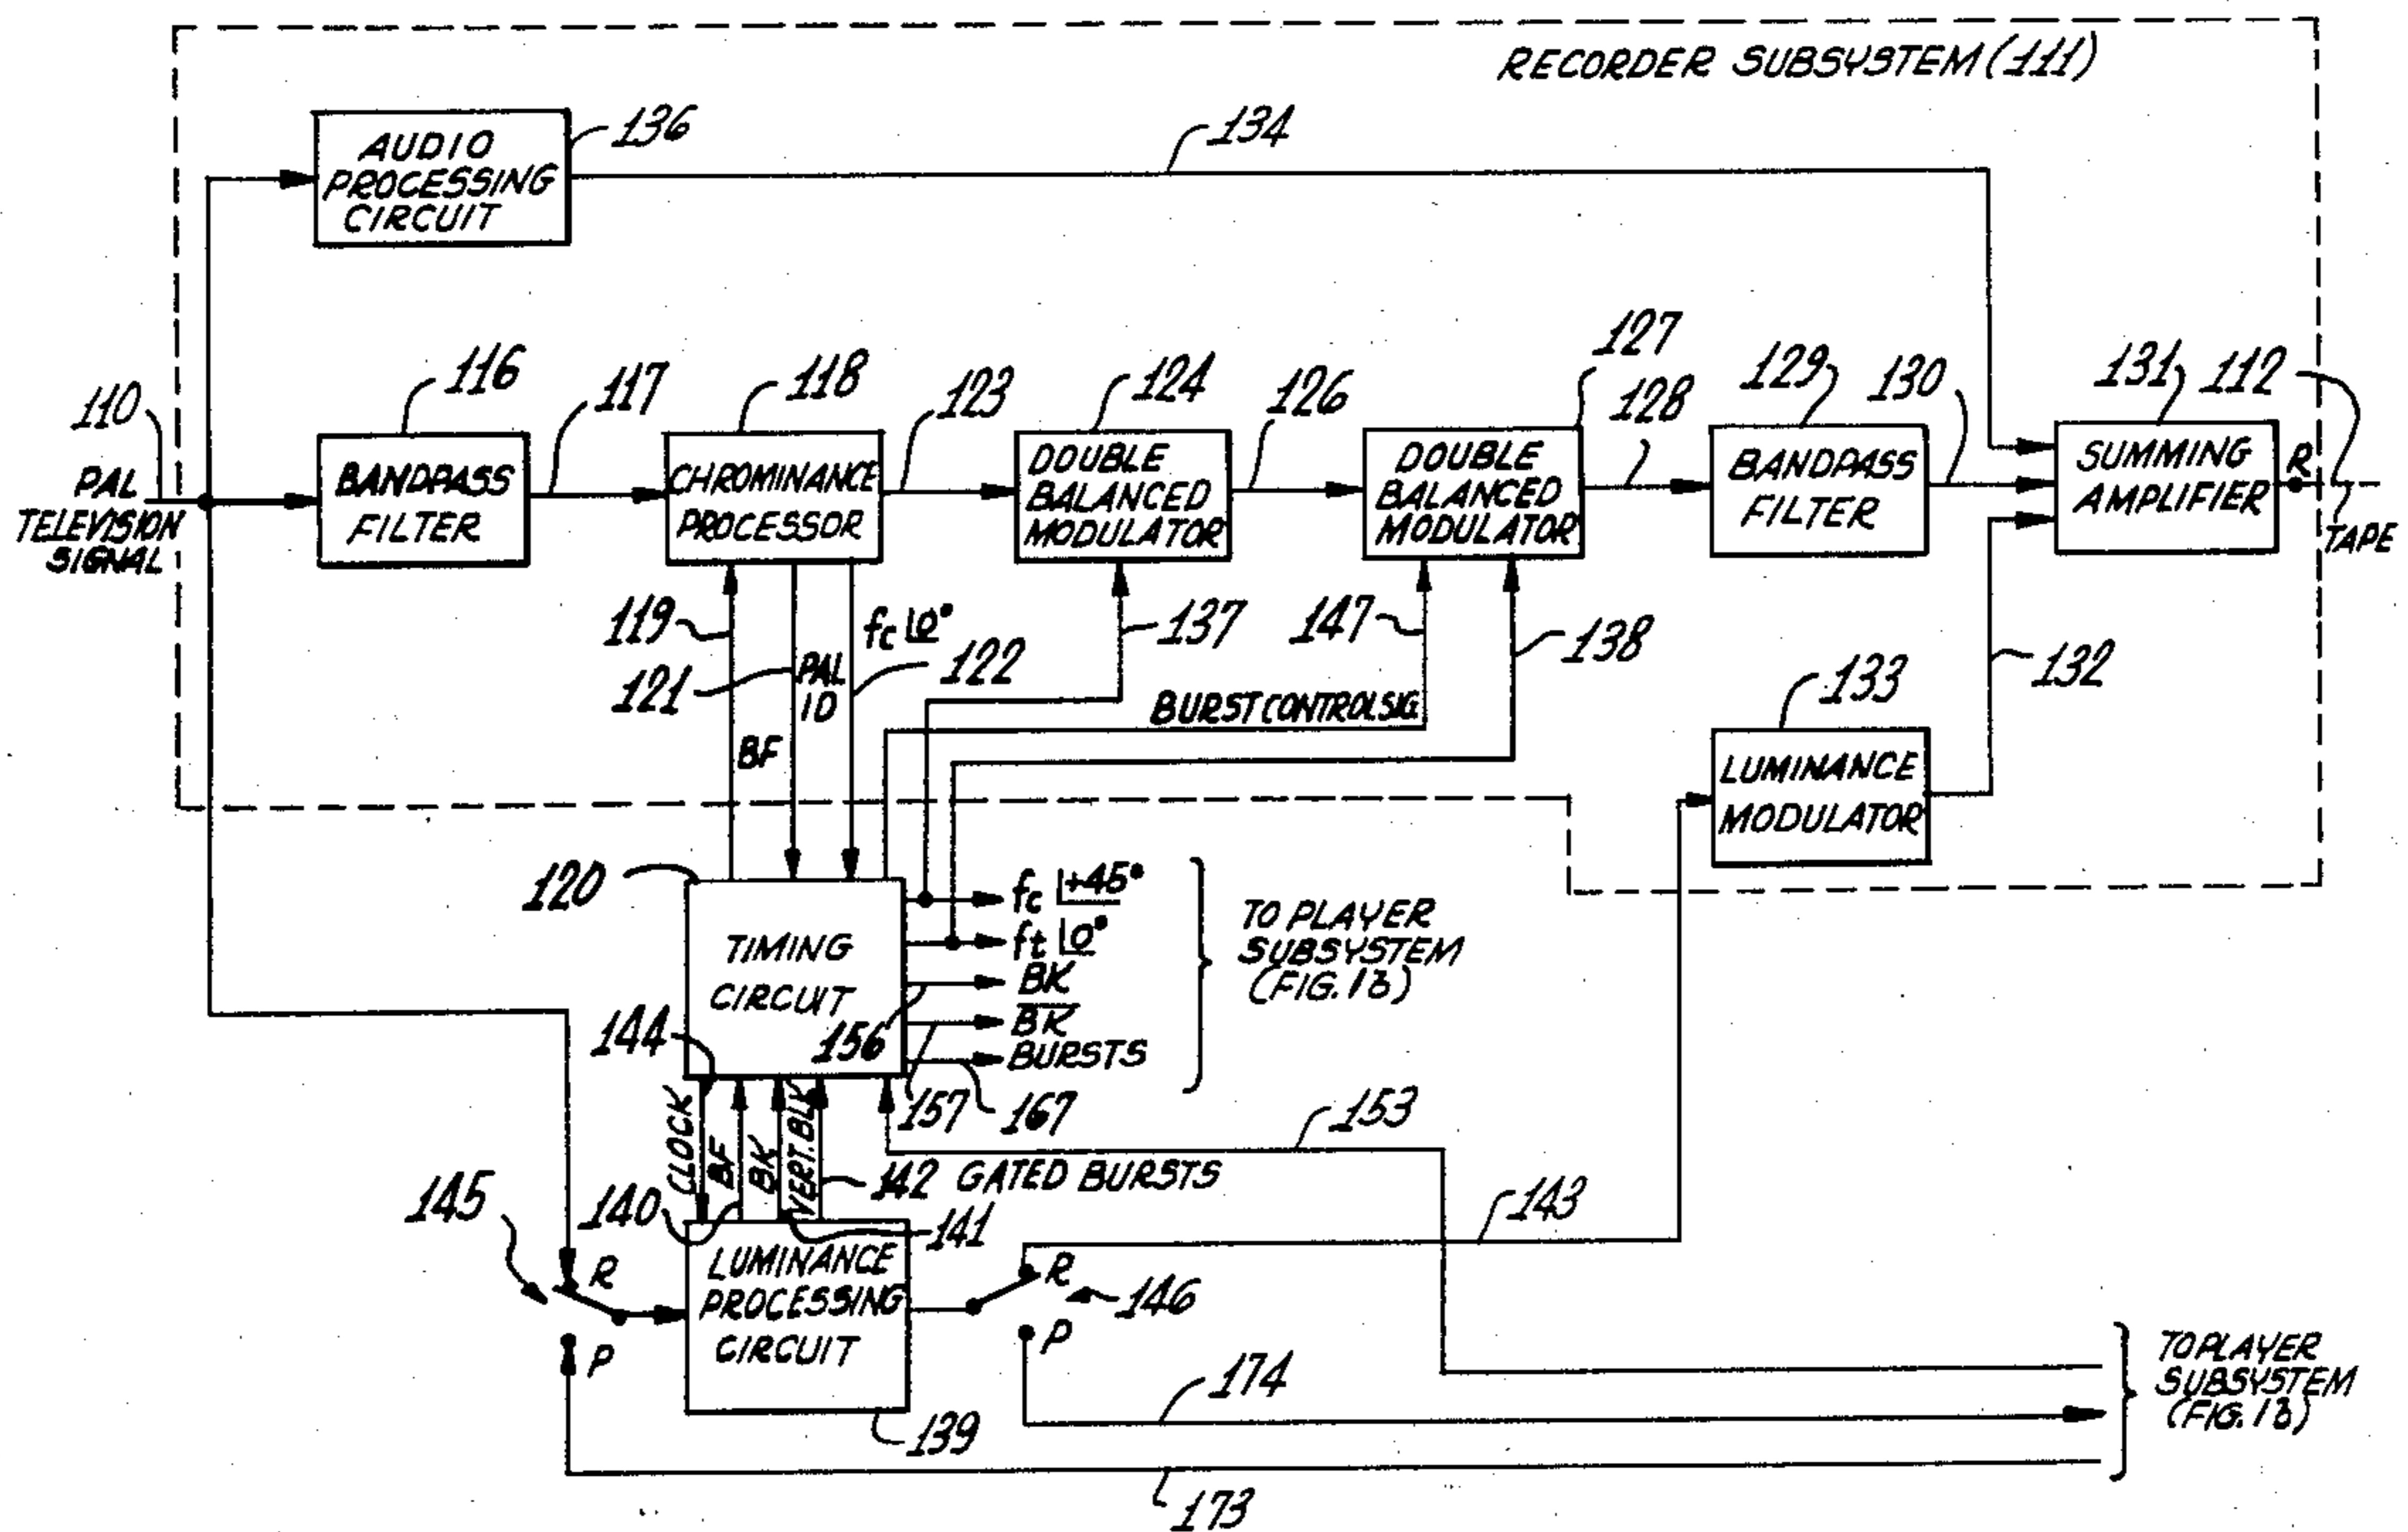 RECORDER SUBSYSTEM (111)
AUDIO
PROCESSING
CIRCUIT
136
134
110
PAL
TELEVISION
SIGNAL
116
BANDPASS
FILTER
117
118
CHROMINANCE
PROCESSOR
123
124
DOUBLE
BALANCED
MODULATOR
126
127
DOUBLE
BALANCED
MODULATOR
128
129
BANDPASS
FILTER
130
131
SUMMING
AMPLIFIER
112
R
TAPE
119
121
BF
PAL
ID
fc 0°
122
137
147
138
BURST CONTROL SIG
132
133
LUMINANCE
MODULATOR
120
TIMING
CIRCUIT
fc +45°
ft 0°
BK
B̅K̅
BURSTS
TO PLAYER
SUBSYSTEM
(FIG. 1B)
144
156
157
167
153
CLOCK
BF
BK
VERT. BLK
142
GATED BURSTS
140
141
145
R
P
LUMINANCE
PROCESSING
CIRCUIT
139
R
146
P
143
174
173
TO PLAYER
SUBSYSTEM
(FIG. 1B)